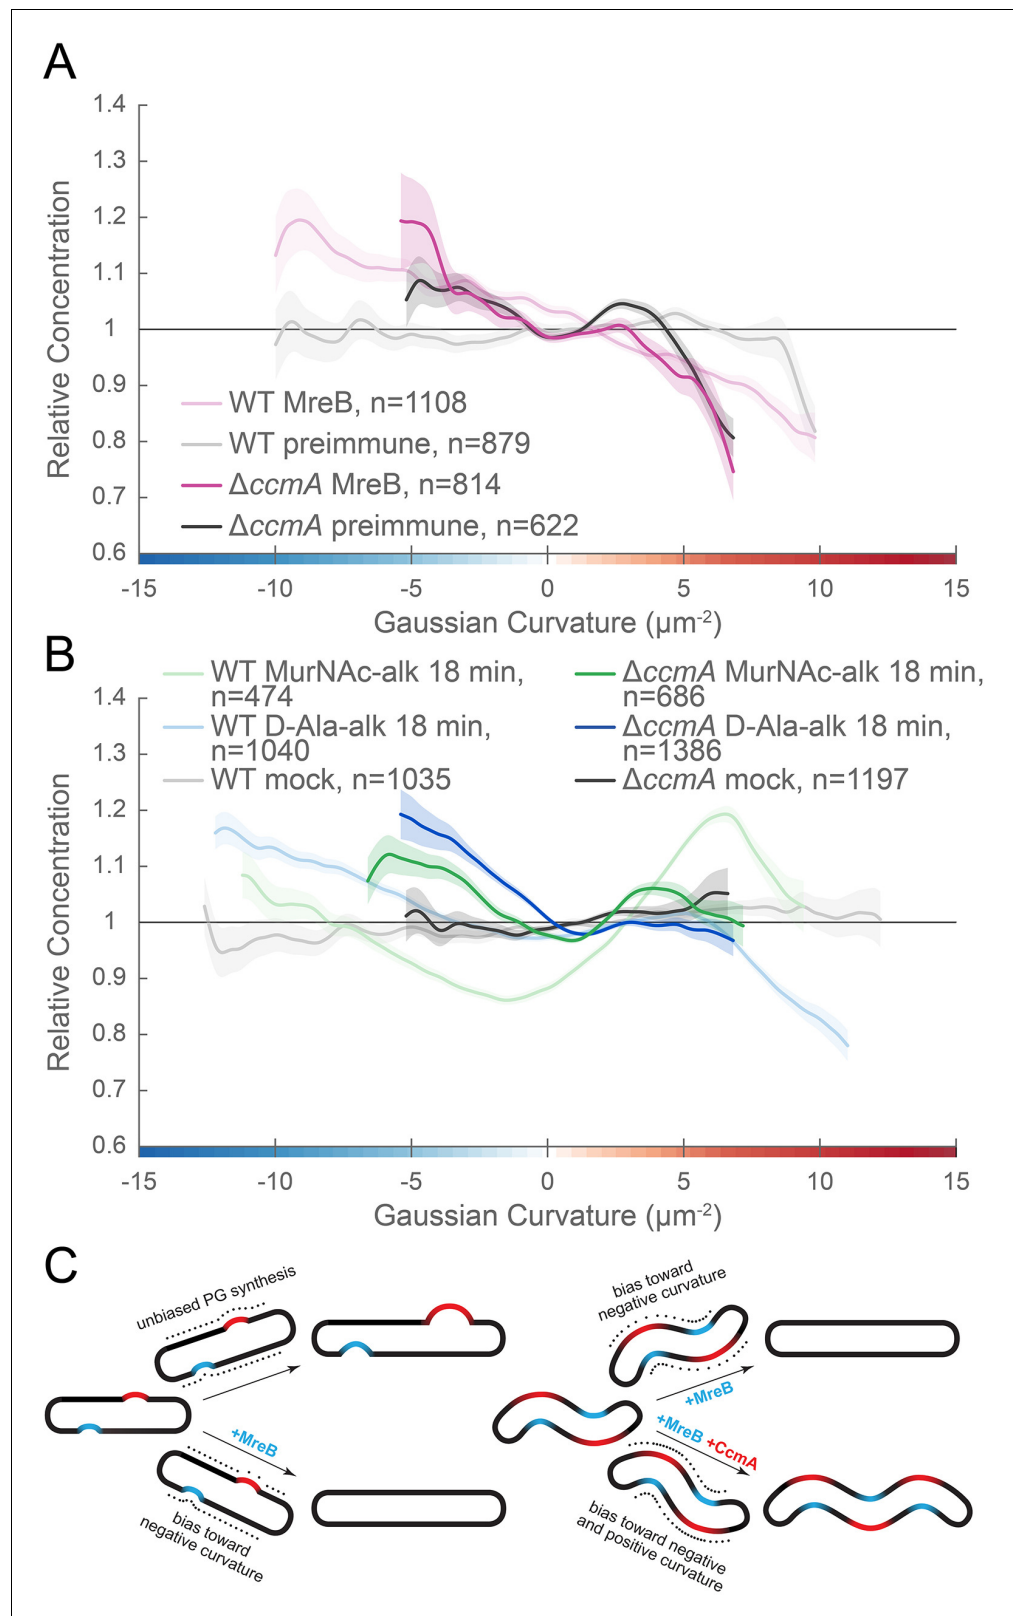 A
1.4
1.3
1.2
1.1
1
0.9
0.8
0.7
0.6
Relative Concentration
WT MreB, n=1108
WT preimmune, n=879
ΔccmA MreB, n=814
ΔccmA preimmune, n=622
-15 -10 -5 0 5 10 15
Gaussian Curvature (µm-2)
B
WT MurNAc-alk 18 min,
n=474
WT D-Ala-alk 18 min,
n=1040
WT mock, n=1035
ΔccmA MurNAc-alk 18 min,
n=686
ΔccmA D-Ala-alk 18 min,
n=1386
ΔccmA mock, n=1197
1.4
1.3
1.2
1.1
1
0.9
0.8
0.7
0.6
Relative Concentration
-15 -10 -5 0 5 10 15
Gaussian Curvature (µm-2)
C
unbiased PG synthesis
+MreB
bias toward
negative curvature
bias toward
negative curvature
+MreB
+MreB +CcmA
bias toward negative
and positive curvature